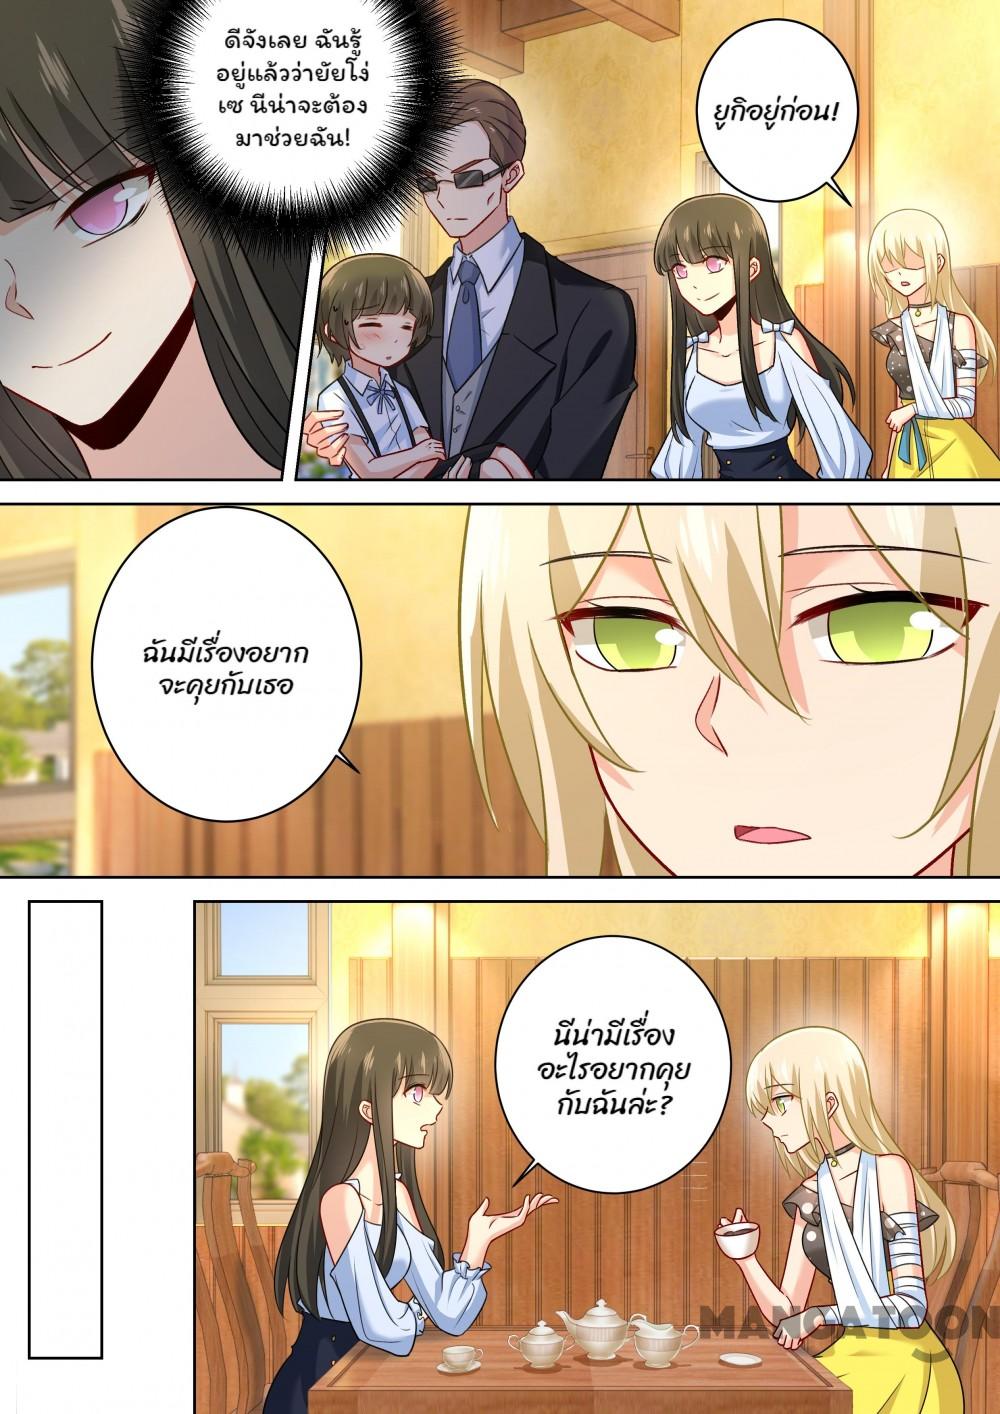 ดีจังเลย ฉันรู้
อยู่แล้วว่ายัยโง่
เซ นีน่าจะต้อง
มาช่วยฉัน!
ยูกิอยู่ก่อน!
ฉันมีเรื่องอยาก
จะคุยกับเธอ
นีน่ามีเรื่อง
อะไรอยากคุย
กับฉันล่ะ?
MANGATOON